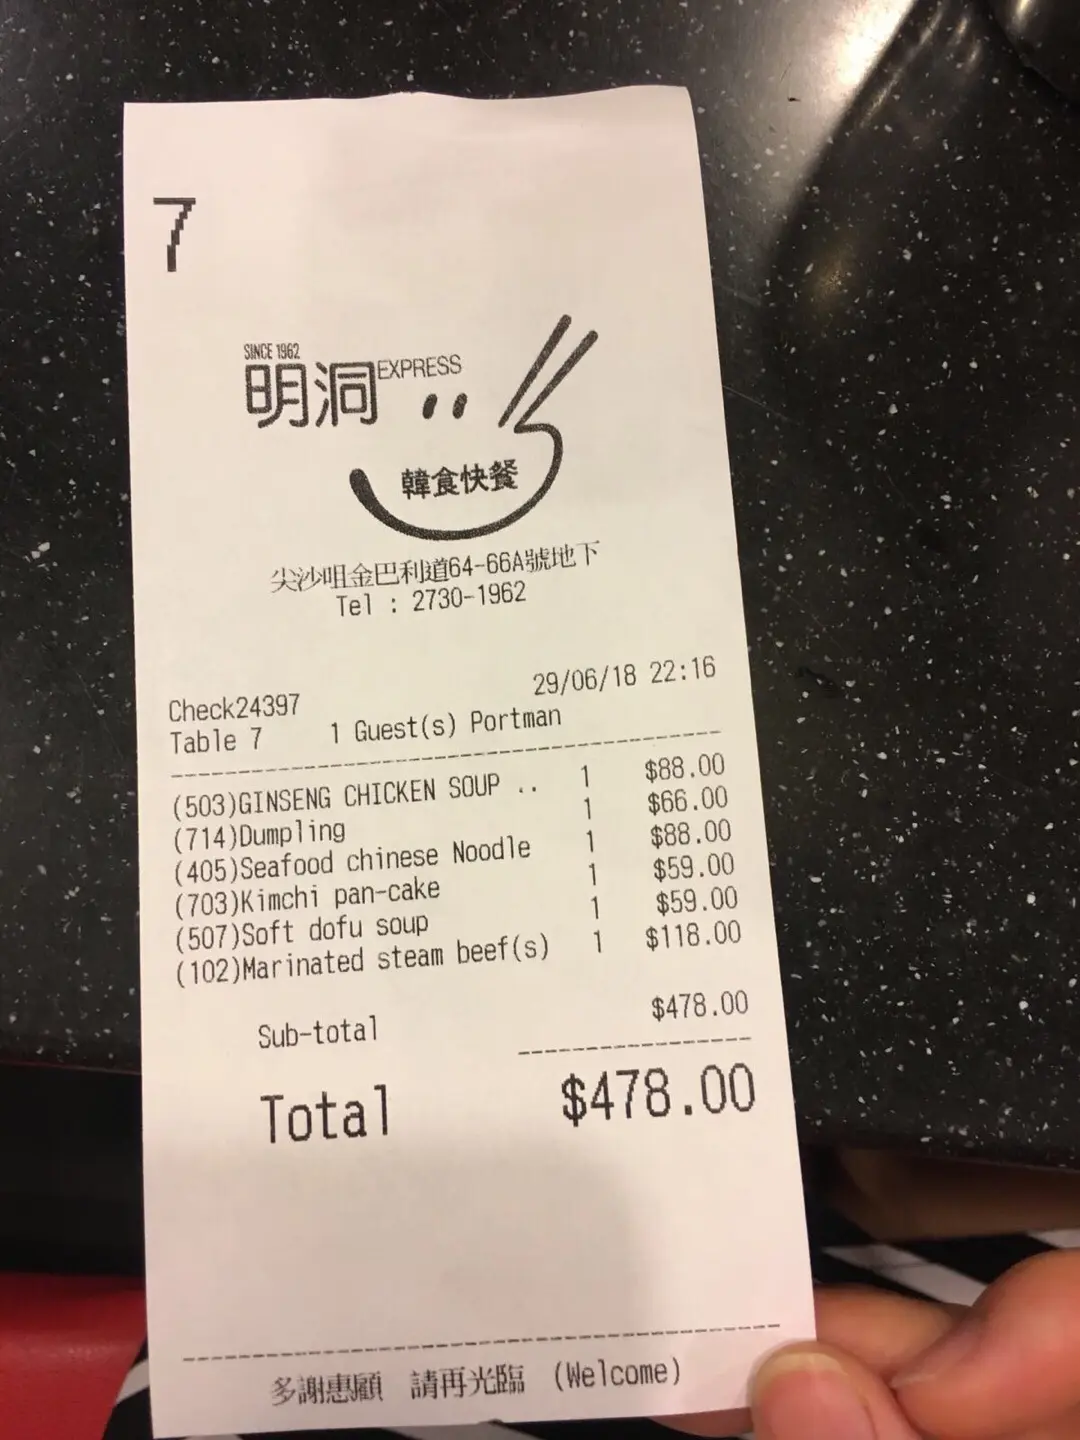 7
SINCE 1962
明洞 EXPRESS
韓食快餐
尖沙咀金巴利道64-66A號地下
Tel : 2730-1962
29/06/18 22:16
Check24397
Table 7 1 Guest(s) Portman
(503)GINSENG CHICKEN SOUP .. 1 $88.00
(714)Dumpling 1 $66.00
(405)Seafood chinese Noodle 1 $88.00
(703)Kimchi pan-cake 1 $59.00
(507)Soft dofu soup 1 $59.00
(102)Marinated steam beef(s) 1 $118.00
Sub-total $478.00
Total $478.00
多謝惠顧 請再光臨 (Welcome)